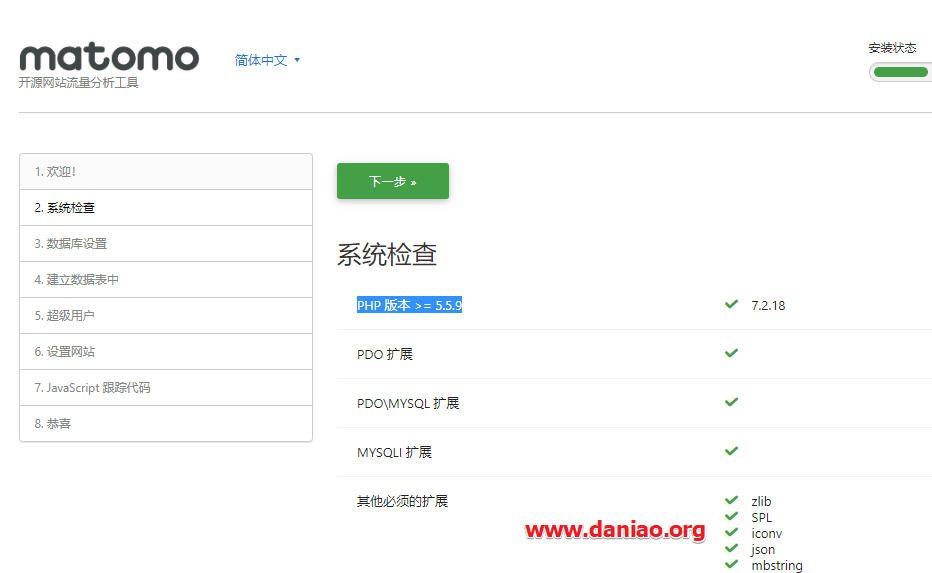 matomo
简体中文
安装状态
开源网站流量分析工具
1. 欢迎!
2. 系统检查
3. 数据库设置
4. 建立数据表中
5. 超级用户
6. 设置网站
7. JavaScript 跟踪代码
8. 恭喜
下一步 »
系统检查
PHP 版本 >= 5.5.9 7.2.18
PDO 扩展
PDO\MYSQL 扩展
MYSQLI 扩展
其他必须的扩展 zlib
SPL
iconv
json
mbstring
www.daniao.org